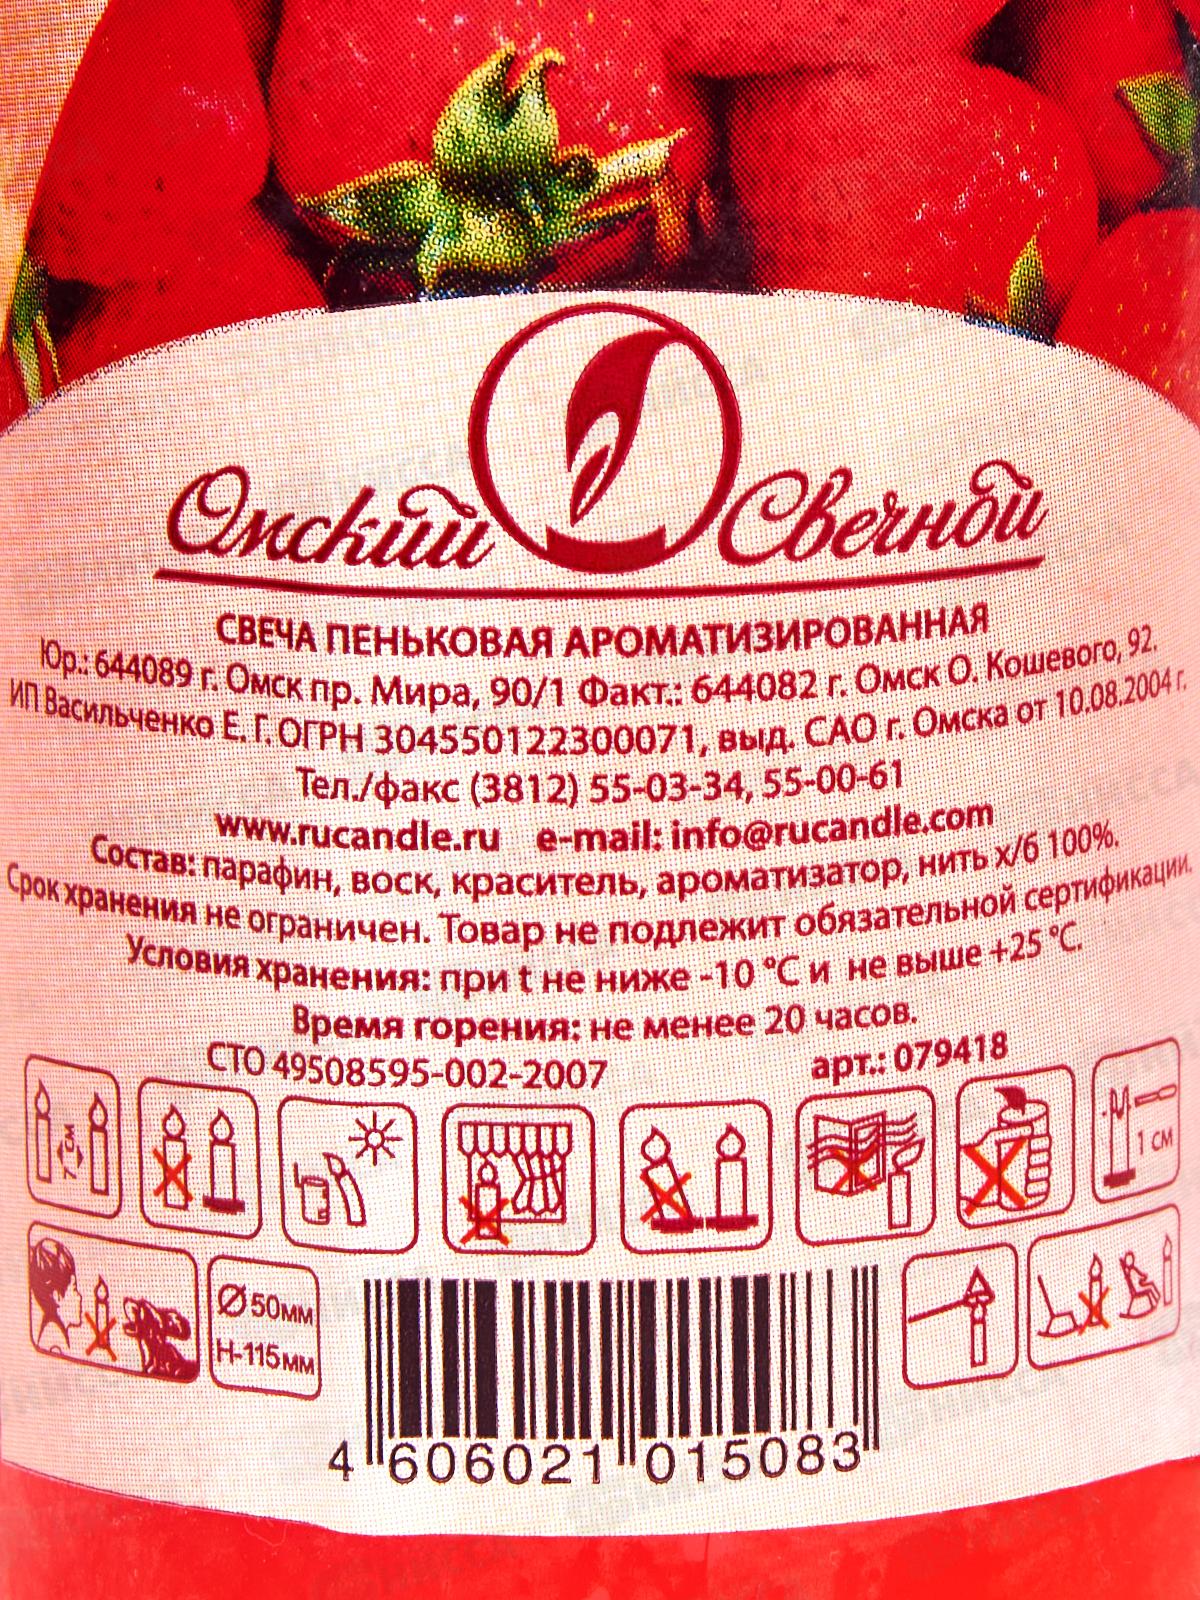 Омский Свечной
СВЕЧА ПЕНЬКОВАЯ АРОМАТИЗИРОВАННАЯ
Юр.: 644089 г. Омск пр. Мира, 90/1 Факт.: 644082 г. Омск О. Кошевого, 92.
ИП Васильченко Е. Г. ОГРН 304550122300071, выд. САО г. Омска от 10.08.2004 г.
Тел./факс (3812) 55-03-34, 55-00-61
www.rucandle.ru e-mail: info@rucandle.com
Состав: парафин, воск, краситель, ароматизатор, нить х/б 100%.
Срок хранения не ограничен. Товар не подлежит обязательной сертификации.
Условия хранения: при t не ниже -10 °С и не выше +25 °С.
Время горения: не менее 20 часов.
СТО 49508595-002-2007 арт.: 079418
7 см
1 см
Ø 50мм
Н-115мм
4 606021 015083